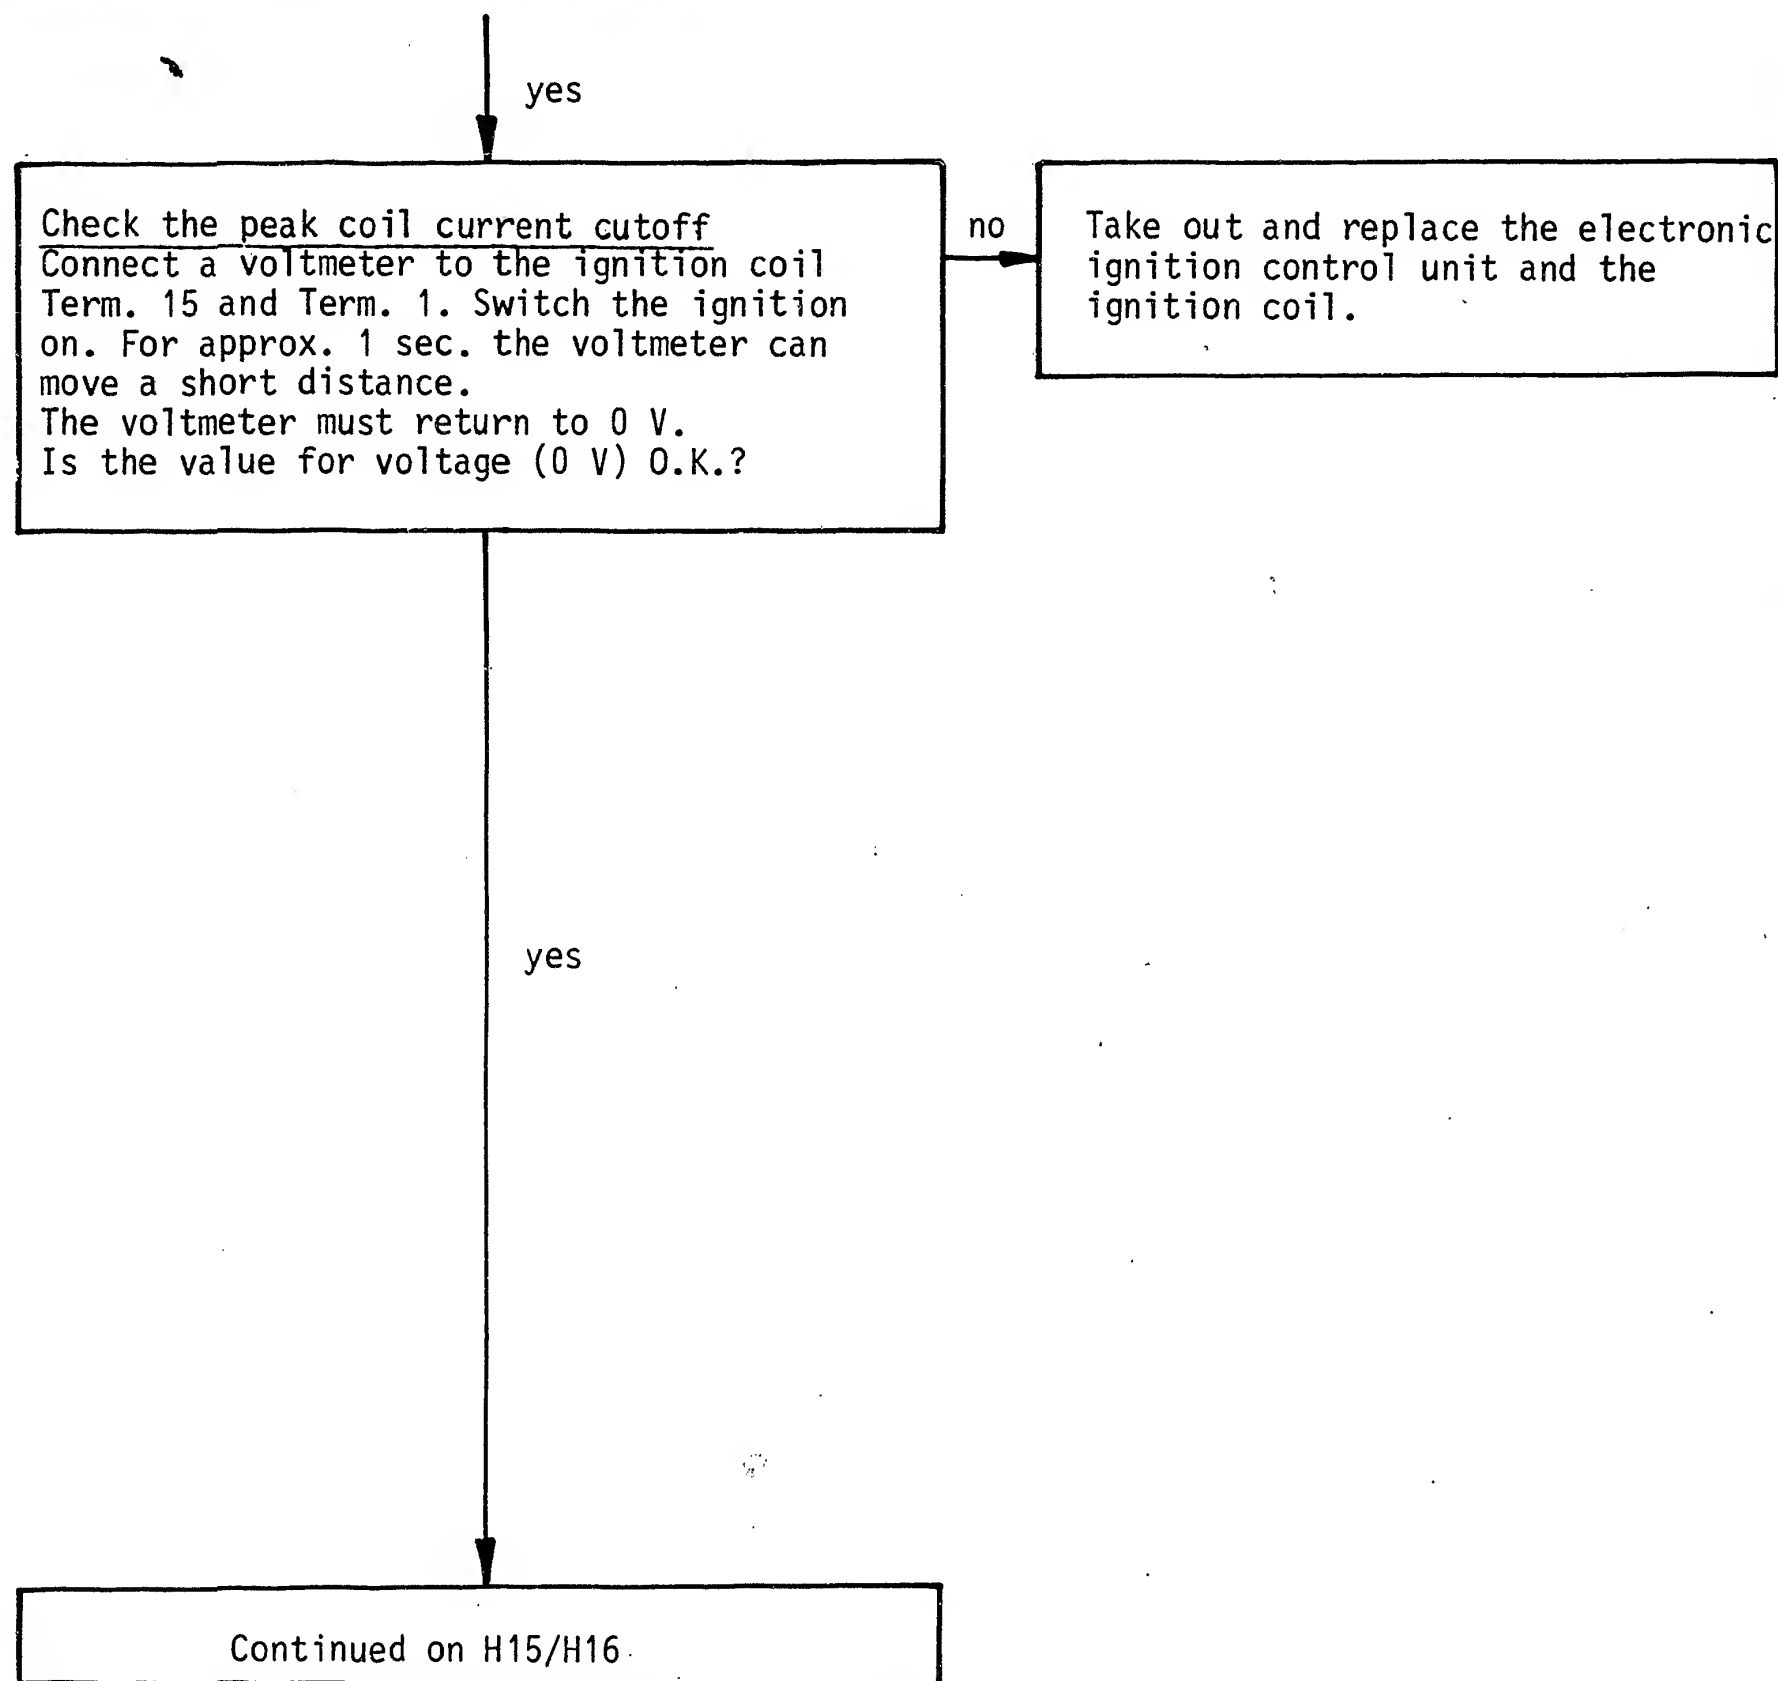 yes
Check the peak coil current cutoff
Connect a voltmeter to the ignition coil
Term. 15 and Term. 1. Switch the ignition
on. For approx. 1 sec. the voltmeter can
move a short distance.
The voltmeter must return to 0 V.
Is the value for voltage (0 V) O.K.?
no
Take out and replace the electronic
ignition control unit and the
ignition coil.
yes
Continued on H15/H16